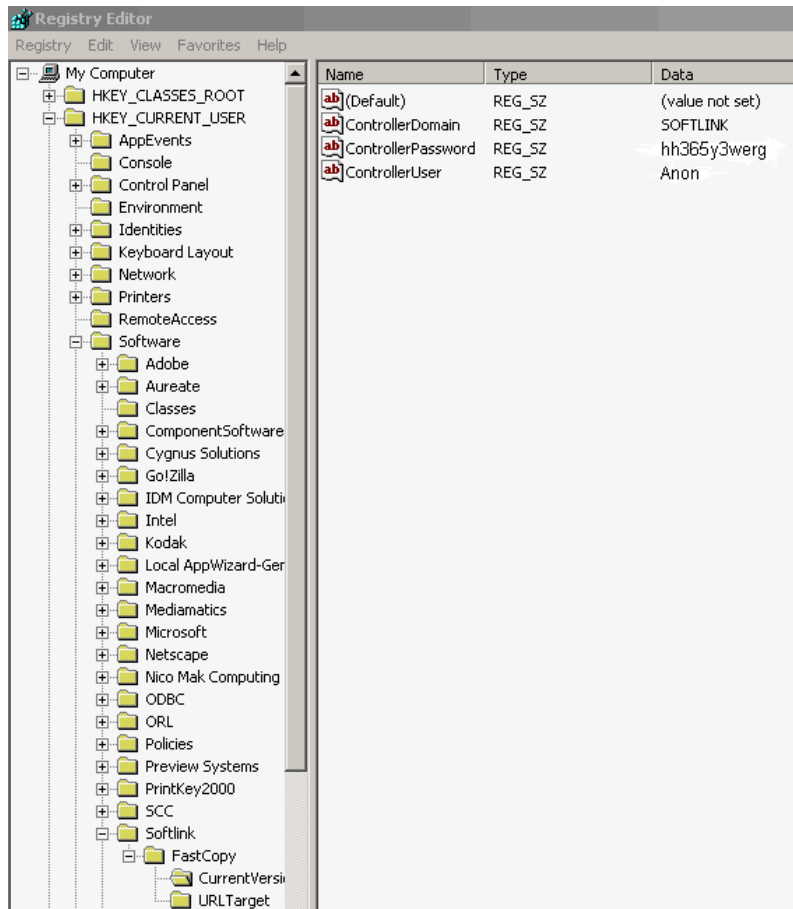 Registry Editor
Registry Edit View Favorites Help
My Computer
HKEY_CLASSES_ROOT
HKEY_CURRENT_USER
AppEvents
Console
Control Panel
Environment
Identities
Keyboard Layout
Network
Printers
RemoteAccess
Software
Adobe
Aureate
Classes
ComponentSoftware
Cygnus Solutions
Go!Zilla
IDM Computer Soluti
Intel
Kodak
Local AppWizard-Ger
Macromedia
Mediamatics
Microsoft
Netscape
Nico Mak Computing
ODBC
ORL
Policies
Preview Systems
PrintKey2000
SCC
Softlink
FastCopy
CurrentVersi
URLTarget
Name Type Data
(Default) REG_SZ (value not set)
ControllerDomain REG_SZ SOFTLINK
ControllerPassword REG_SZ hh365y3werg
ControllerUser REG_SZ Anon